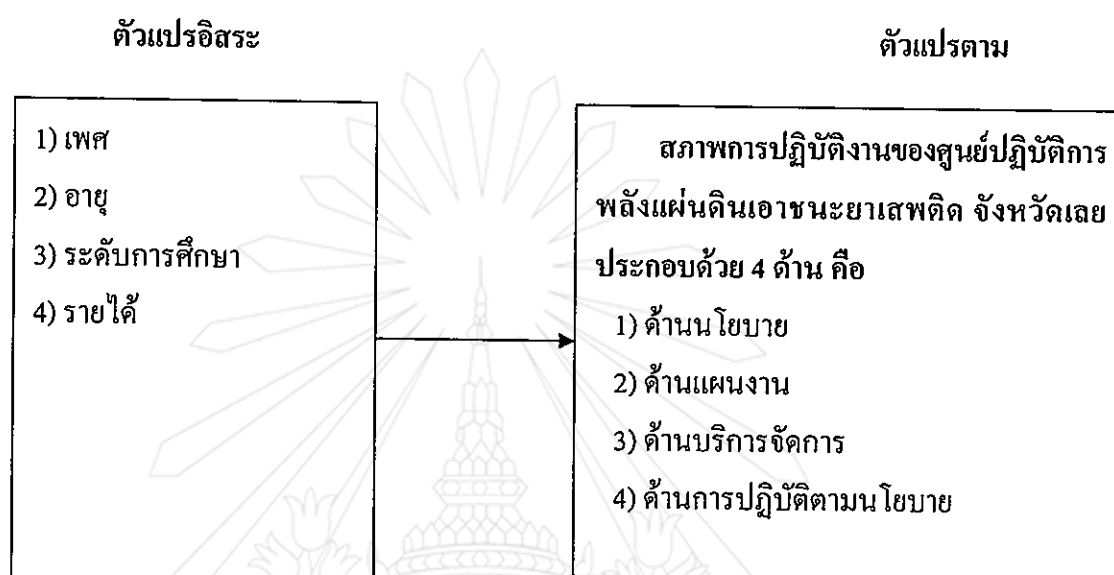 ตัวแปรอิสระ
ตัวแปรตาม
1) เพศ
2) อายุ
3) ระดับการศึกษา
4) รายได้
สภาพการปฏิบัติงานของศูนย์ปฏิบัติการ
พลังแผ่นดินเอาชนะยาเสพติด จังหวัดเลย
ประกอบด้วย 4 ด้าน คือ
1) ด้านนโยบาย
2) ด้านแผนงาน
3) ด้านบริการจัดการ
4) ด้านการปฏิบัติตามนโยบาย